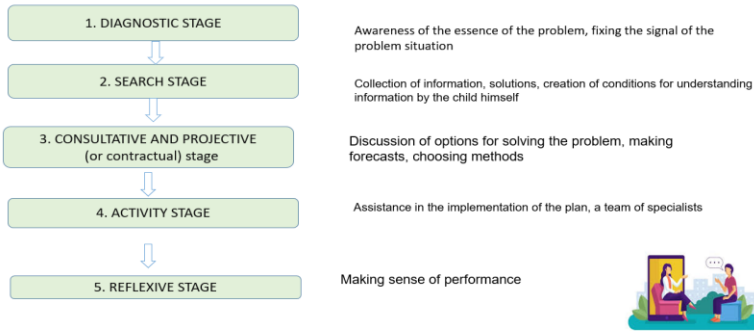 1. DIAGNOSTIC STAGE
Awareness of the essence of the problem, fixing the signal of the
problem situation
2. SEARCH STAGE
Collection of information, solutions, creation of conditions for understanding
information by the child himself
3. CONSULTATIVE AND PROJECTIVE
(or contractual) stage
Discussion of options for solving the problem, making
forecasts, choosing methods
4. ACTIVITY STAGE
Assistance in the implementation of the plan, a team of specialists
5. REFLEXIVE STAGE
Making sense of performance